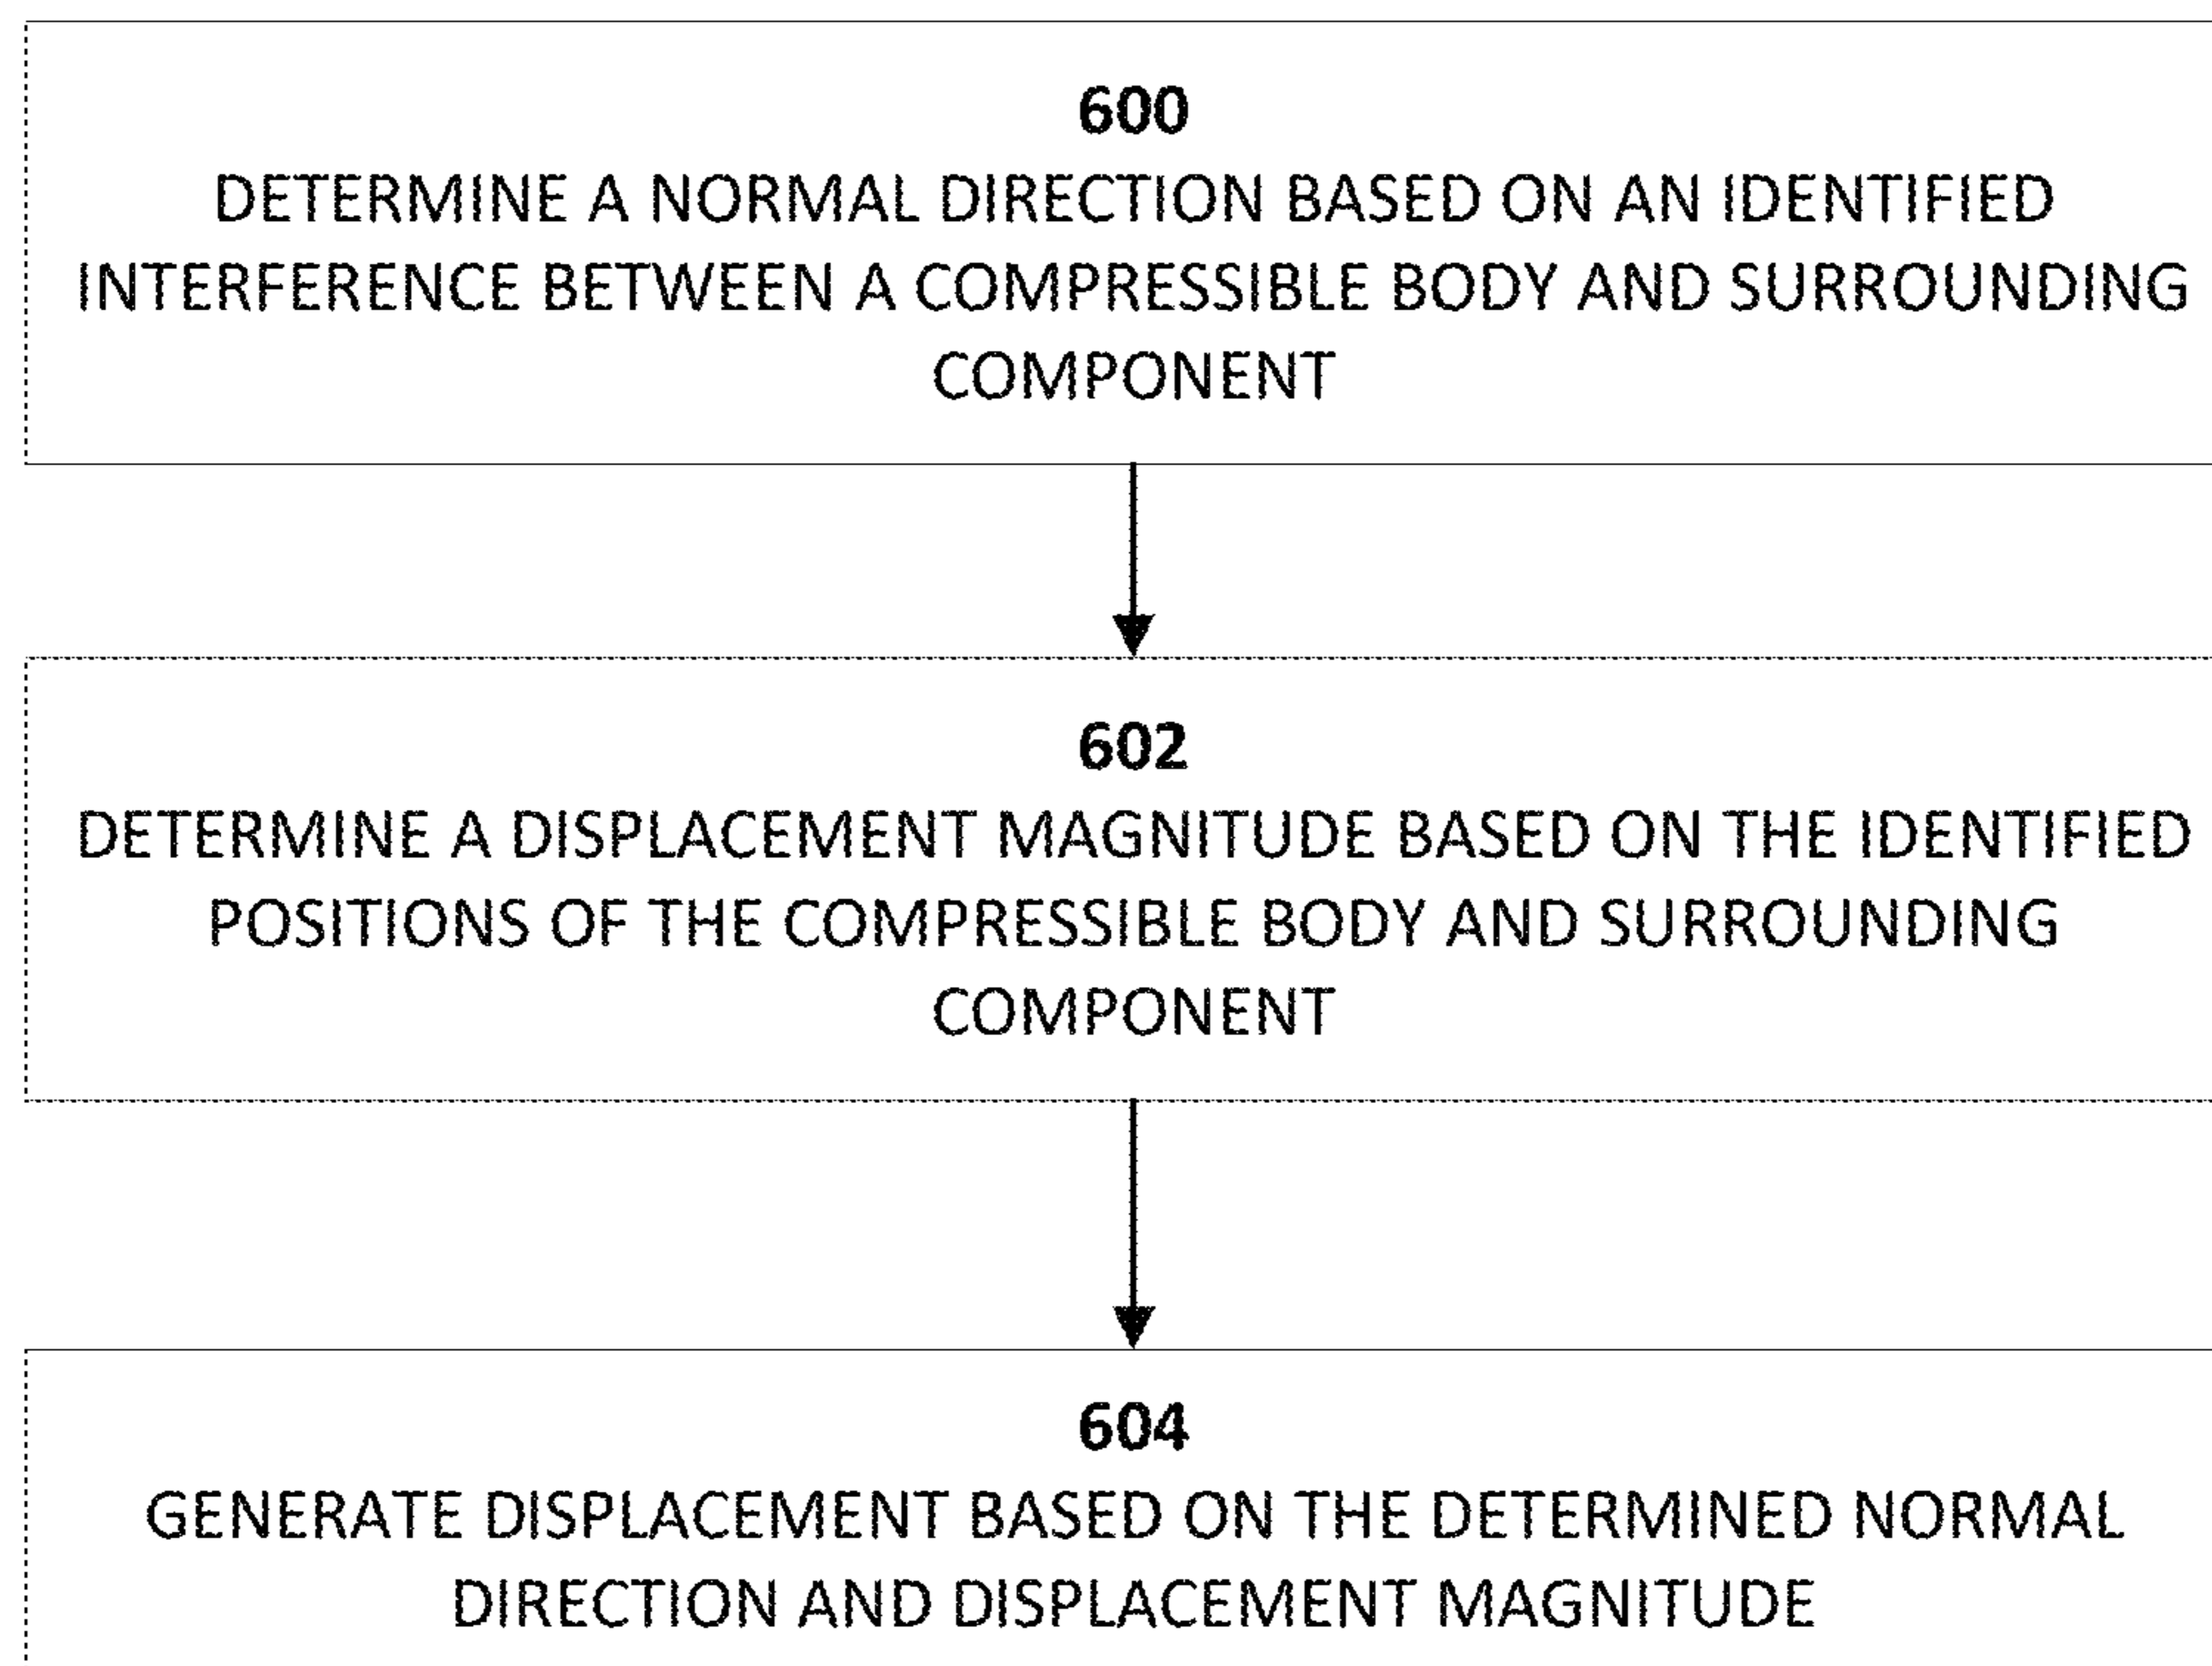 600
DETERMINE A NORMAL DIRECTION BASED ON AN IDENTIFIED
INTERFERENCE BETWEEN A COMPRESSIBLE BODY AND SURROUNDING
COMPONENT
602
DETERMINE A DISPLACEMENT MAGNITUDE BASED ON THE IDENTIFIED
POSITIONS OF THE COMPRESSIBLE BODY AND SURROUNDING
COMPONENT
604
GENERATE DISPLACEMENT BASED ON THE DETERMINED NORMAL
DIRECTION AND DISPLACEMENT MAGNITUDE